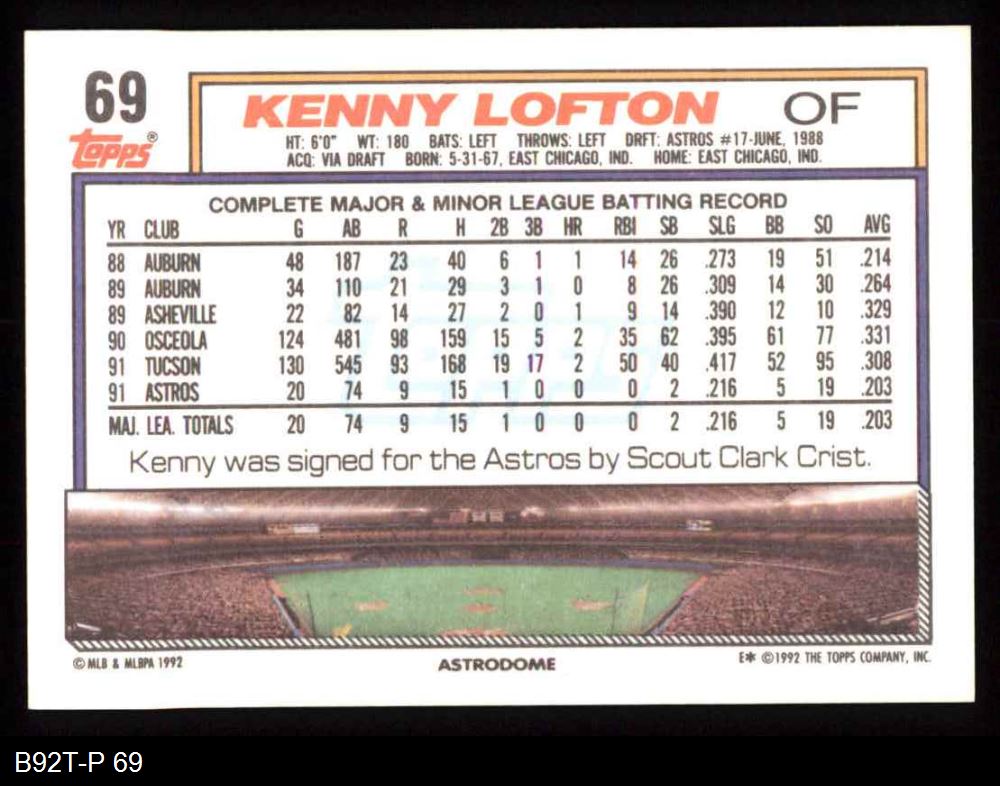 69
Topps®
KENNY LOFTON OF
HT: 6'0" WT: 180 BATS: LEFT THROWS: LEFT DRFT: ASTROS #17-JUNE, 1988
ACQ: VIA DRAFT BORN: 5-31-67, EAST CHICAGO, IND. HOME: EAST CHICAGO, IND.
COMPLETE MAJOR & MINOR LEAGUE BATTING RECORD
YR CLUB G AB R H 2B 3B HR RBI SB SLG BB SO AVG
88 AUBURN 48 187 23 40 6 1 1 14 26 .273 19 51 .214
89 AUBURN 34 110 21 29 3 1 0 8 26 .309 14 30 .264
89 ASHEVILLE 22 82 14 27 2 0 1 9 14 .390 12 10 .329
90 OSCEOLA 124 481 98 159 15 5 2 35 62 .395 61 77 .331
91 TUCSON 130 545 93 168 19 17 2 50 40 .417 52 95 .308
91 ASTROS 20 74 9 15 1 0 0 0 2 .216 5 19 .203
MAJ. LEA. TOTALS 20 74 9 15 1 0 0 0 2 .216 5 19 .203
Kenny was signed for the Astros by Scout Clark Crist.
© MLB & MLBPA 1992
ASTRODOME
E* ©1992 THE TOPPS COMPANY, INC.
B92T-P 69